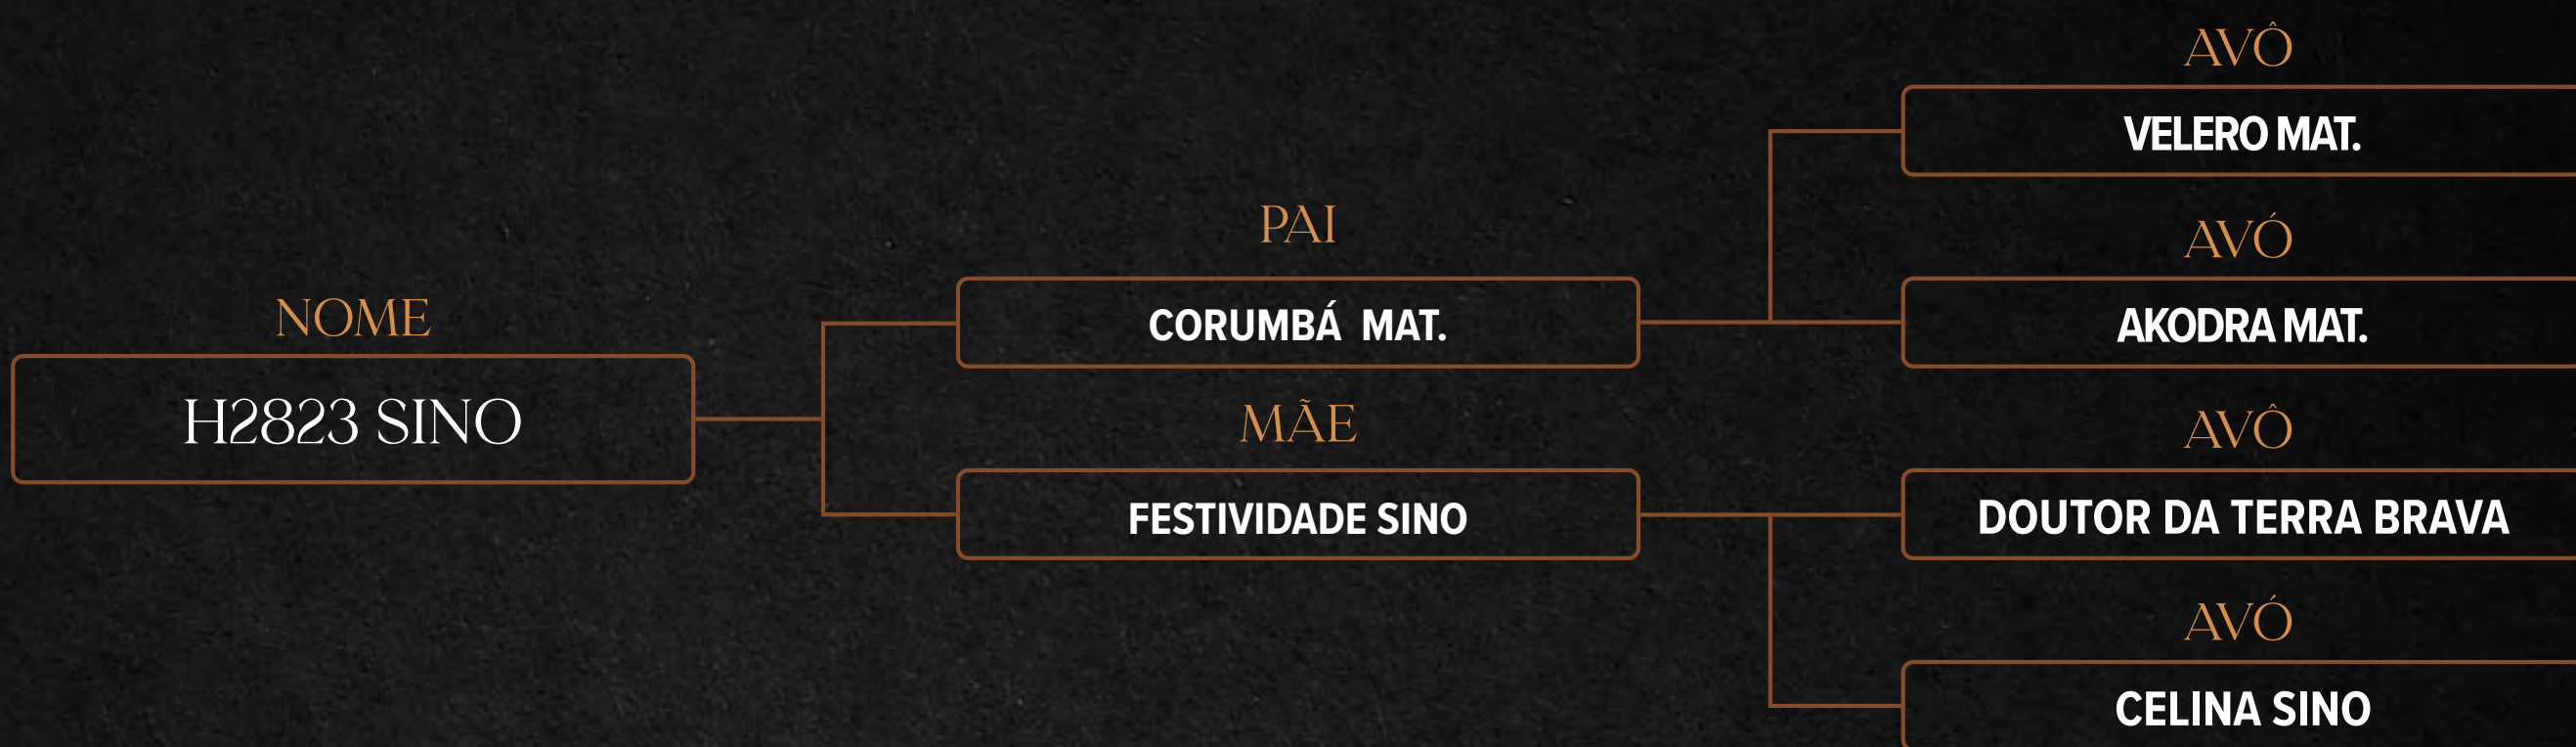 NOME
H2823 SINO
PAI
CORUMBÁ MAT.
MÃE
FESTIVIDADE SINO
AVÔ
VELERO MAT.
AVÓ
AKODRA MAT.
AVÔ
DOUTOR DA TERRA BRAVA
AVÓ
CELINA SINO